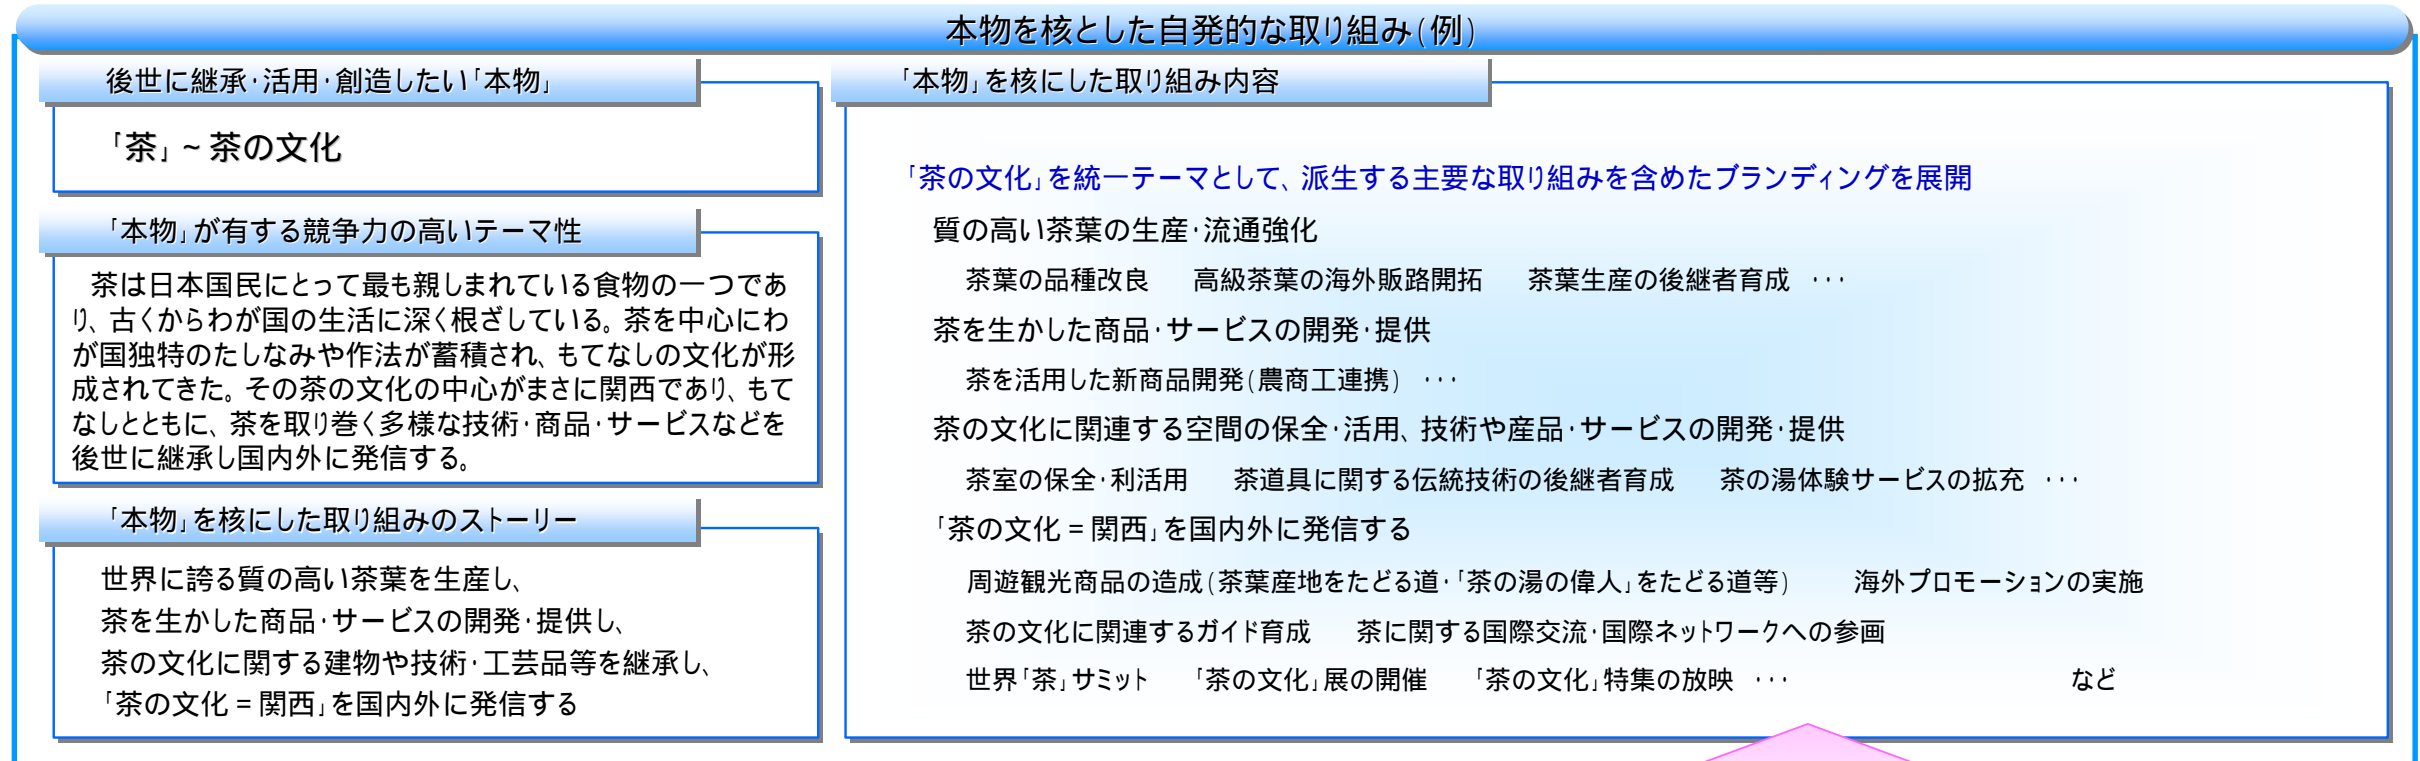 本物を核とした自発的な取り組み(例)
後世に継承･活用･創造したい｢本物｣
｢茶｣ ~ 茶の文化
｢本物｣が有する競争力の高いテーマ性
茶は日本国民にとって最も親しまれている食物の一つであ
り、古くからわが国の生活に深く根ざしている。茶を中心にわ
が国独特のたしなみや作法が蓄積され、もてなしの文化が形
成されてきた。その茶の文化の中心がまさに関西であり、もて
なしとともに、茶を取り巻く多様な技術･商品･サービスなどを
後世に継承し国内外に発信する。
｢本物｣を核にした取り組みのストーリー
世界に誇る質の高い茶葉を生産し、
茶を生かした商品･サービスの開発･提供し、
茶の文化に関する建物や技術･工芸品等を継承し、
｢茶の文化 = 関西｣を国内外に発信する
｢本物｣を核にした取り組み内容
｢茶の文化｣を統一テーマとして、派生する主要な取り組みを含めたブランディングを展開
質の高い茶葉の生産･流通強化
茶葉の品種改良　高級茶葉の海外販路開拓　茶葉生産の後継者育成 ･･･
茶を生かした商品･サービスの開発･提供
茶を活用した新商品開発(農商工連携) ･･･
茶の文化に関連する空間の保全･活用、技術や産品･サービスの開発･提供
茶室の保全･利活用　茶道具に関する伝統技術の後継者育成　茶の湯体験サービスの拡充 ･･･
｢茶の文化 = 関西｣を国内外に発信する
周遊観光商品の造成(茶葉産地をたどる道･｢茶の湯の偉人｣をたどる道等)　海外プロモーションの実施
茶の文化に関連するガイド育成　茶に関する国際交流･国際ネットワークへの参画
世界｢茶｣サミット　｢茶の文化｣展の開催　｢茶の文化｣特集の放映 ･･･　など